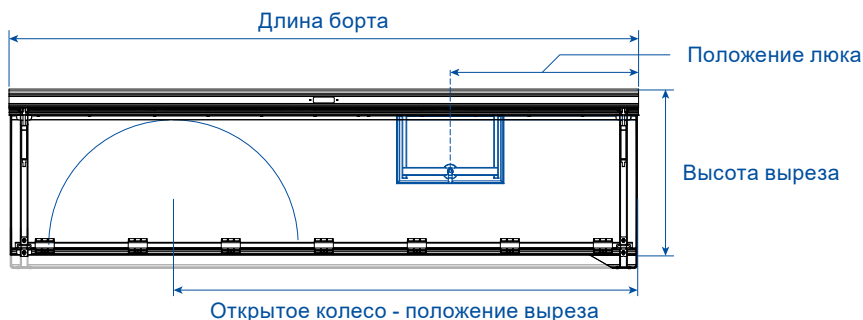 Длина борта
Положение люка
Высота выреза
Открытое колесо - положение выреза